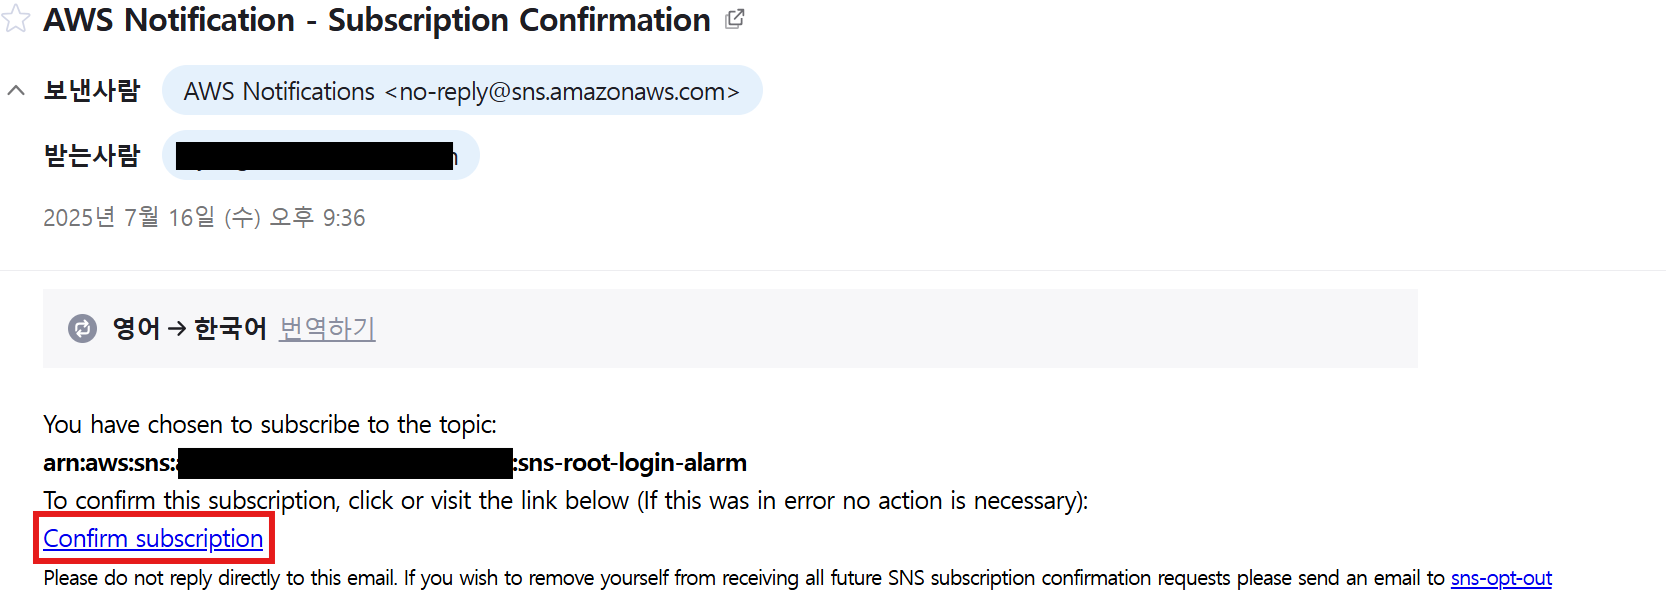 AWS Notification - Subscription Confirmation
보낸사람 AWS Notifications <no-reply@sns.amazonaws.com>
받는사람
2025년 7월 16일 (수) 오후 9:36
영어 → 한국어 번역하기
You have chosen to subscribe to the topic:
arn:aws:sns: :sns-root-login-alarm
To confirm this subscription, click or visit the link below (If this was in error no action is necessary):
Confirm subscription
Please do not reply directly to this email. If you wish to remove yourself from receiving all future SNS subscription confirmation requests please send an email to sns-opt-out